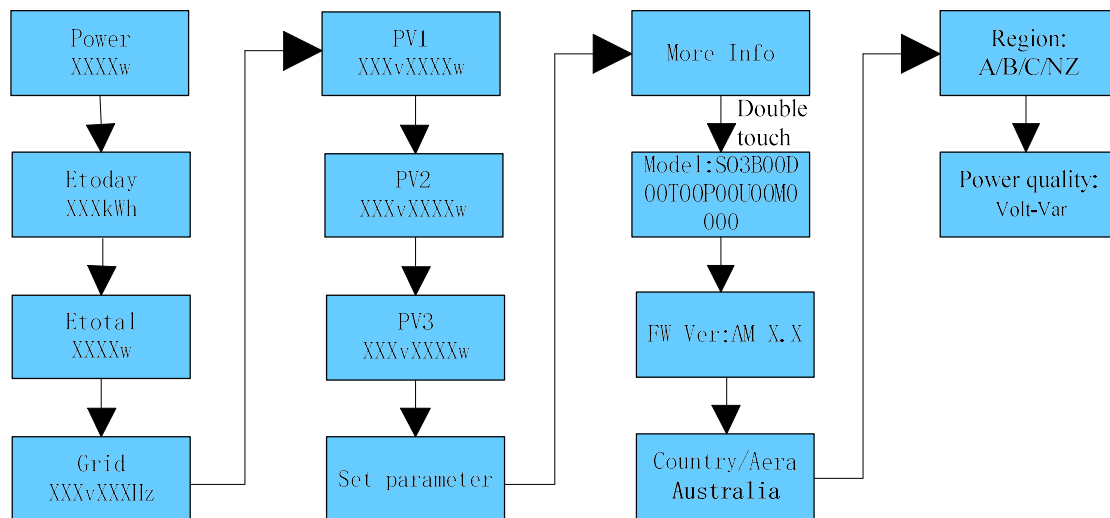 Power
XXXXw
Etoday
XXXkWh
Etotal
XXXXw
Grid
XXXvXXXHz
PV1
XXXvXXXXw
PV2
XXXvXXXXw
PV3
XXXvXXXXw
Set parameter
More Info
Double
touch
Model:S03B00D
00T00P00U00M0
000
FW Ver:AM X.X
Country/Aera
Australia
Region:
A/B/C/NZ
Power quality:
Volt-Var